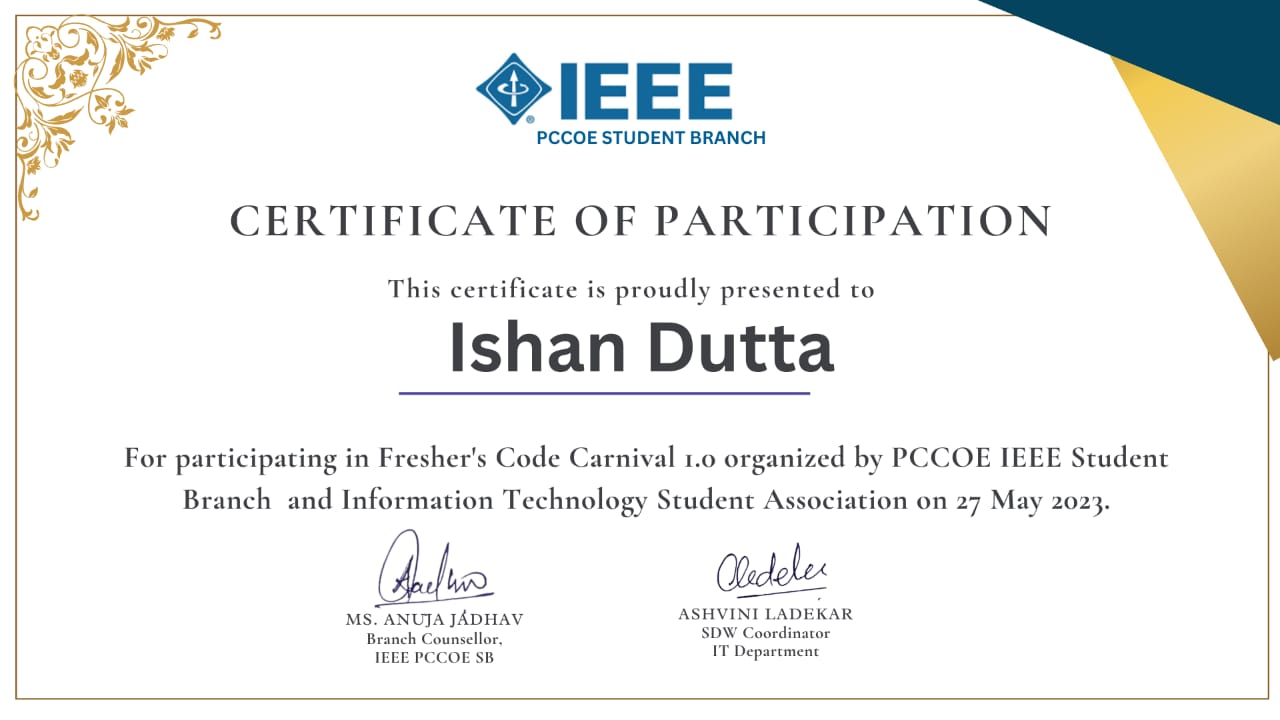 IEEE
PCCOE STUDENT BRANCH
CERTIFICATE OF PARTICIPATION
This certificate is proudly presented to
Ishan Dutta
For participating in Fresher's Code Carnival 1.0 organized by PCCOE IEEE Student
Branch and Information Technology Student Association on 27 May 2023.
MS. ANUJA JADHAV
Branch Counsellor,
IEEE PCCOE SB
ASHVINI LADEKAR
SDW Coordinator
IT Department